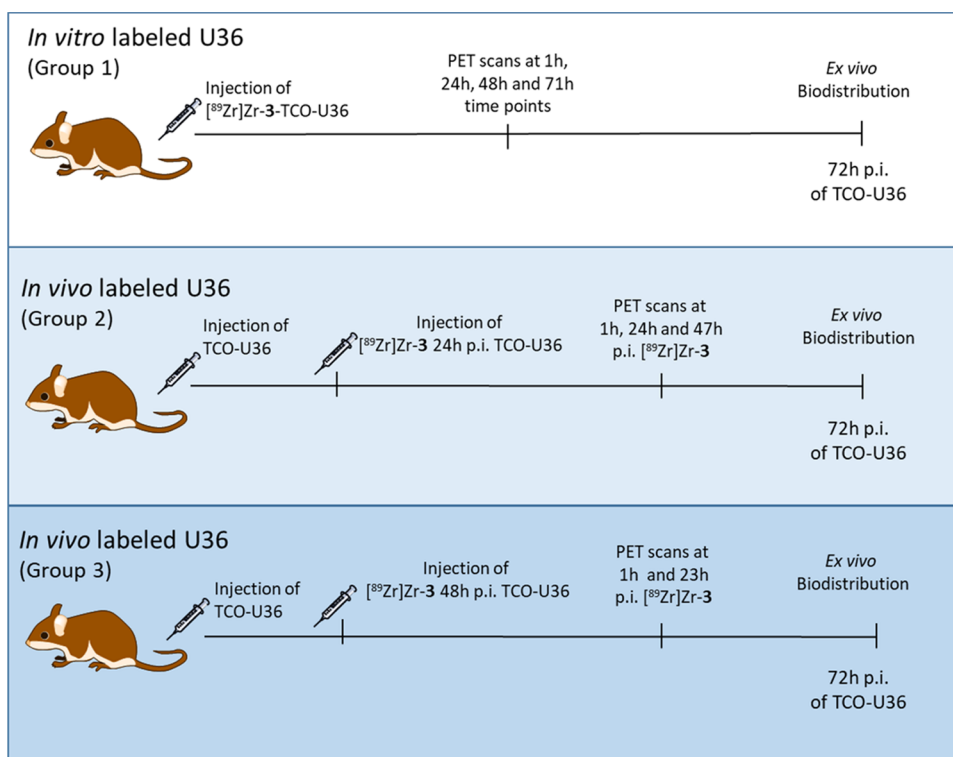 In vitro labeled U36
(Group 1)
Injection of
[⁸⁹Zr]Zr-3-TCO-U36
PET scans at 1h,
24h, 48h and 71h
time points
Ex vivo
Biodistribution
72h p.i.
of TCO-U36
In vivo labeled U36
(Group 2)
Injection of
TCO-U36
Injection of
[⁸⁹Zr]Zr-3 24h p.i. TCO-U36
PET scans at
1h, 24h and 47h
p.i. [⁸⁹Zr]Zr-3
Ex vivo
Biodistribution
72h p.i.
of TCO-U36
In vivo labeled U36
(Group 3)
Injection of
TCO-U36
Injection of
[⁸⁹Zr]Zr-3 48h p.i. TCO-U36
PET scans at
1h and 23h
p.i. [⁸⁹Zr]Zr-3
Ex vivo
Biodistribution
72h p.i.
of TCO-U36